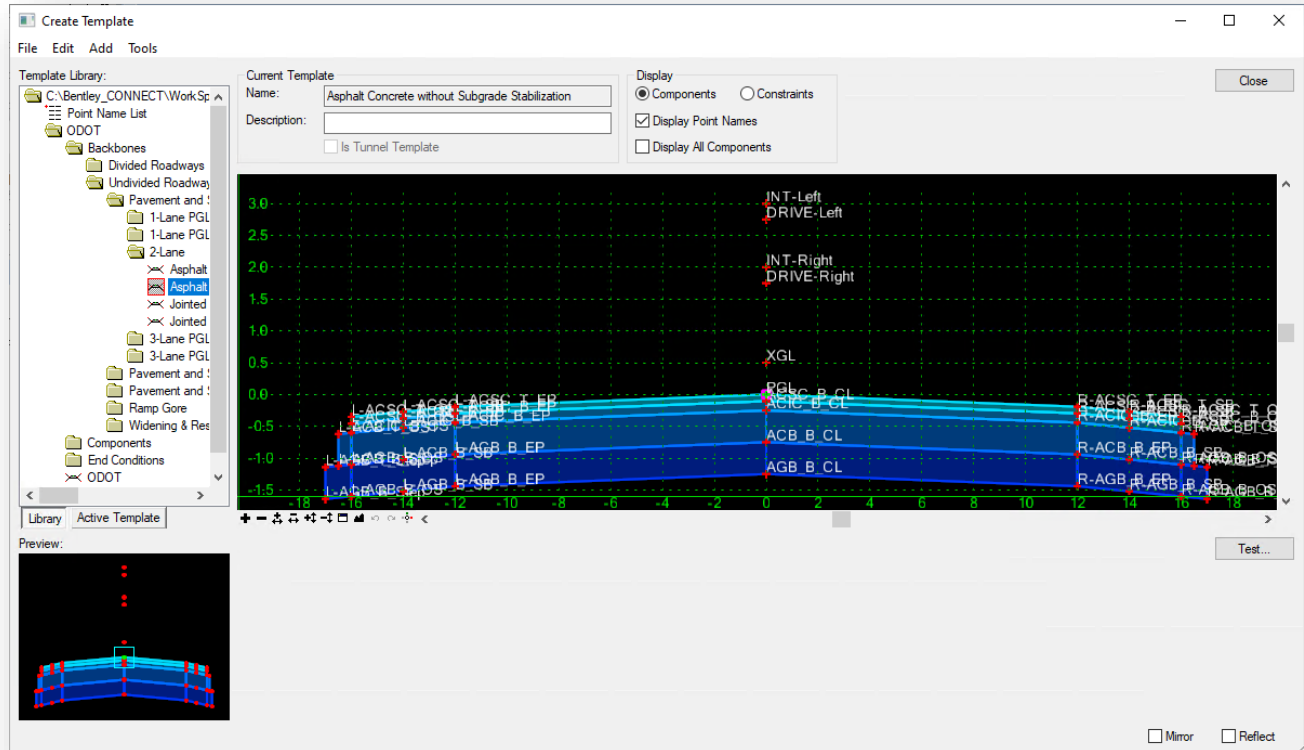 Create Template
File Edit Add Tools
Template Library:
C:\Bentley_CONNECT\WorkSp
Point Name List
ODOT
Backbones
Divided Roadways
Undivided Roadway
Pavement and S
1-Lane PGL
1-Lane PGL
2-Lane
Asphalt
Asphalt
Jointed
Jointed
3-Lane PGL
3-Lane PGL
Pavement and S
Pavement and S
Ramp Gore
Widening & Res
Components
End Conditions
ODOT
Library Active Template
Current Template
Name: Asphalt Concrete without Subgrade Stabilization
Description:
Is Tunnel Template
Display
Components Constraints
Display Point Names
Display All Components
Close
3.0
2.5
2.0
1.5
1.0
0.5
0.0
-0.5
-1.0
-1.5
INT-Left
DRIVE-Left
INT-Right
DRIVE-Right
XGL
PGL
ACIC_B_CL
ACB_B_CL
AGB_B_CL
L-ACSC_T_EP
L-ACB_B_EP
L-AGB_B_EP
R-ACSC_T_EP
R-ACB_B_EP
R-AGB_B_EP
-18 -16 -14 -12 -10 -8 -6 -4 -2 0 2 4 6 8 10 12 14 16 18
Test...
Preview:
Mirror Reflect